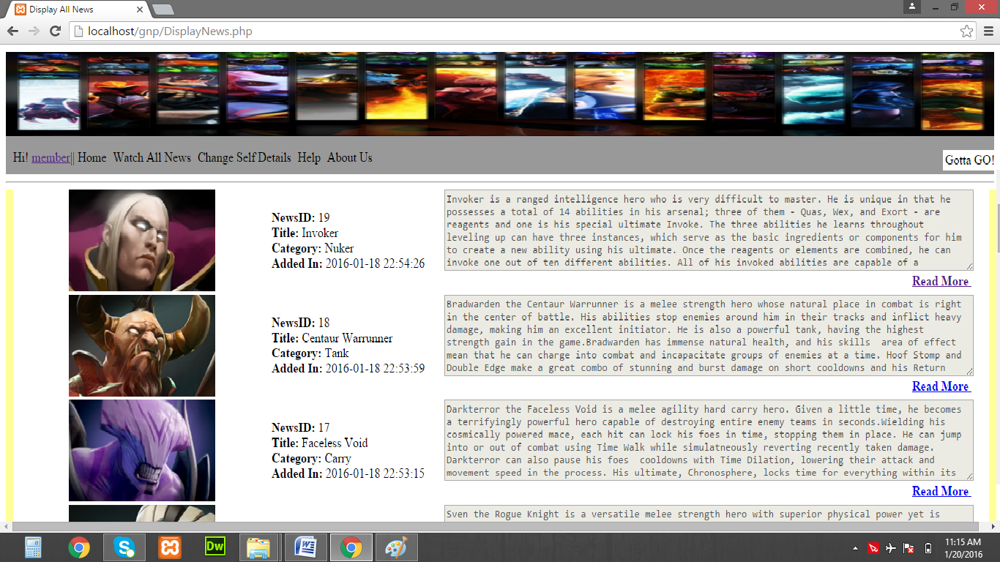 Display All News
localhost/gnp/DisplayNews.php
Hi! member|| Home Watch All News Change Self Details Help About Us
Gotta GO!
NewsID: 19
Title: Invoker
Category: Nuker
Added In: 2016-01-18 22:54:26
Invoker is a ranged intelligence hero who is very difficult to master. He is unique in that he
possesses a total of 14 abilities in his arsenal; three of them - Quas, Wex, and Exort - are
reagents and one is his special ultimate Invoke. The three abilities he learns throughout
leveling up can have three instances, which serve as the basic ingredients or components for him
to create a new ability using his ultimate. Once the reagents or elements are combined, he can
invoke one out of ten different abilities. All of his invoked abilities are capable of a
Read More
NewsID: 18
Title: Centaur Warrunner
Category: Tank
Added In: 2016-01-18 22:53:59
Bradwarden the Centaur Warrunner is a melee strength hero whose natural place in combat is right
in the center of battle. His abilities stop enemies around him in their tracks and inflict heavy
damage, making him an excellent initiator. He is also a powerful tank, having the highest
strength gain in the game.Bradwarden has immense natural health, and his skills  area of effect
mean that he can charge into combat and incapacitate groups of enemies at a time. Hoof Stomp and
Double Edge make a great combo of stunning and burst damage on short cooldowns and his Return
Read More
NewsID: 17
Title: Faceless Void
Category: Carry
Added In: 2016-01-18 22:53:15
Darkterror the Faceless Void is a melee agility hard carry hero. Given a little time, he becomes
a terrifyingly powerful hero capable of destroying entire enemy teams in seconds.Wielding his
cosmically powered mace, each hit can lock his foes in time, stopping them in place. He can jump
into or out of combat using Time Walk while simulatneously reverting recently taken damage.
Darkterror can also pause his foes  cooldowns with Time Dilation, lowering their attack and
movement speed in the process. His ultimate, Chronosphere, locks time for everything within its
Read More
Sven the Rogue Knight is a versatile melee strength hero with superior physical power yet is
Dw
11:15 AM
1/20/2016